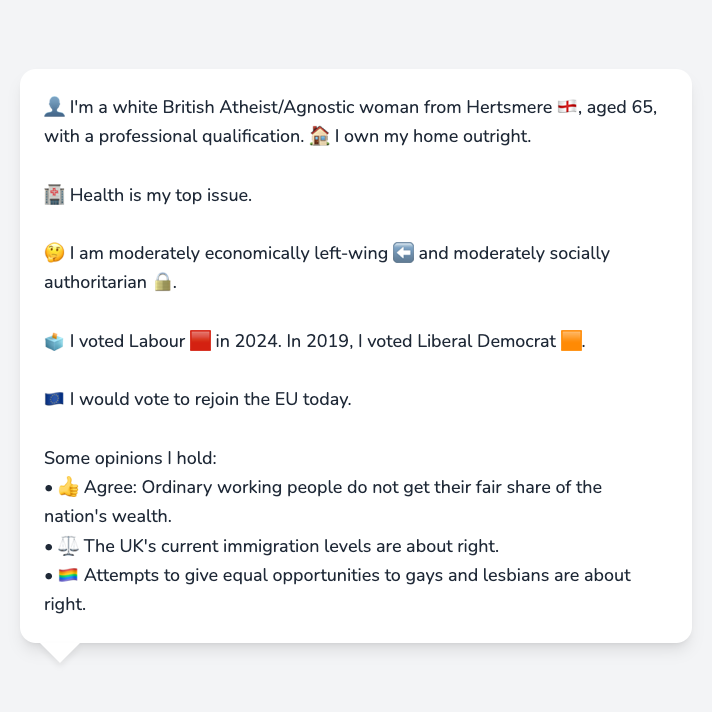 👤 I'm a white British Atheist/Agnostic woman from Hertsmere 🏴󠁧󠁢󠁥󠁮󠁧󠁿, aged 65,
with a professional qualification. 🏠 I own my home outright.
🏥 Health is my top issue.
🤔 I am moderately economically left-wing ⬅️ and moderately socially
authoritarian 🔒.
🗳️ I voted Labour 🟥 in 2024. In 2019, I voted Liberal Democrat 🟧.
🇪🇺 I would vote to rejoin the EU today.
Some opinions I hold:
• 👍 Agree: Ordinary working people do not get their fair share of the
nation's wealth.
• ⚖️ The UK's current immigration levels are about right.
• 🏳️‍🌈 Attempts to give equal opportunities to gays and lesbians are about
right.